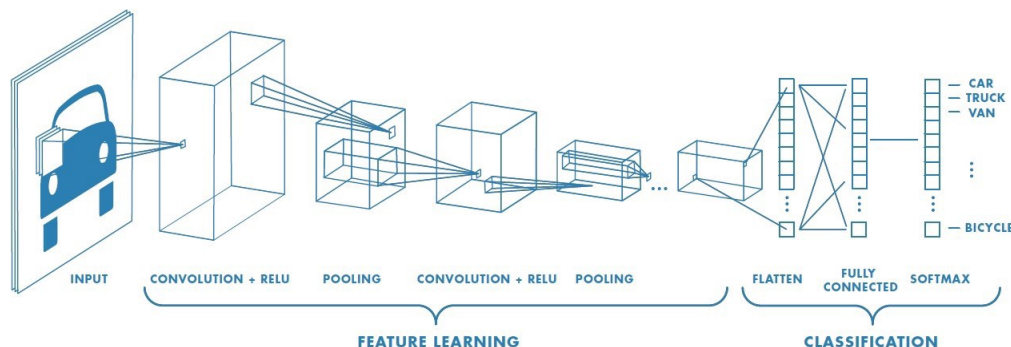 CAR
TRUCK
VAN
BICYCLE
INPUT
CONVOLUTION + RELU
POOLING
CONVOLUTION + RELU
POOLING
FLATTEN
FULLY
CONNECTED
SOFTMAX
FEATURE LEARNING
CLASSIFICATION